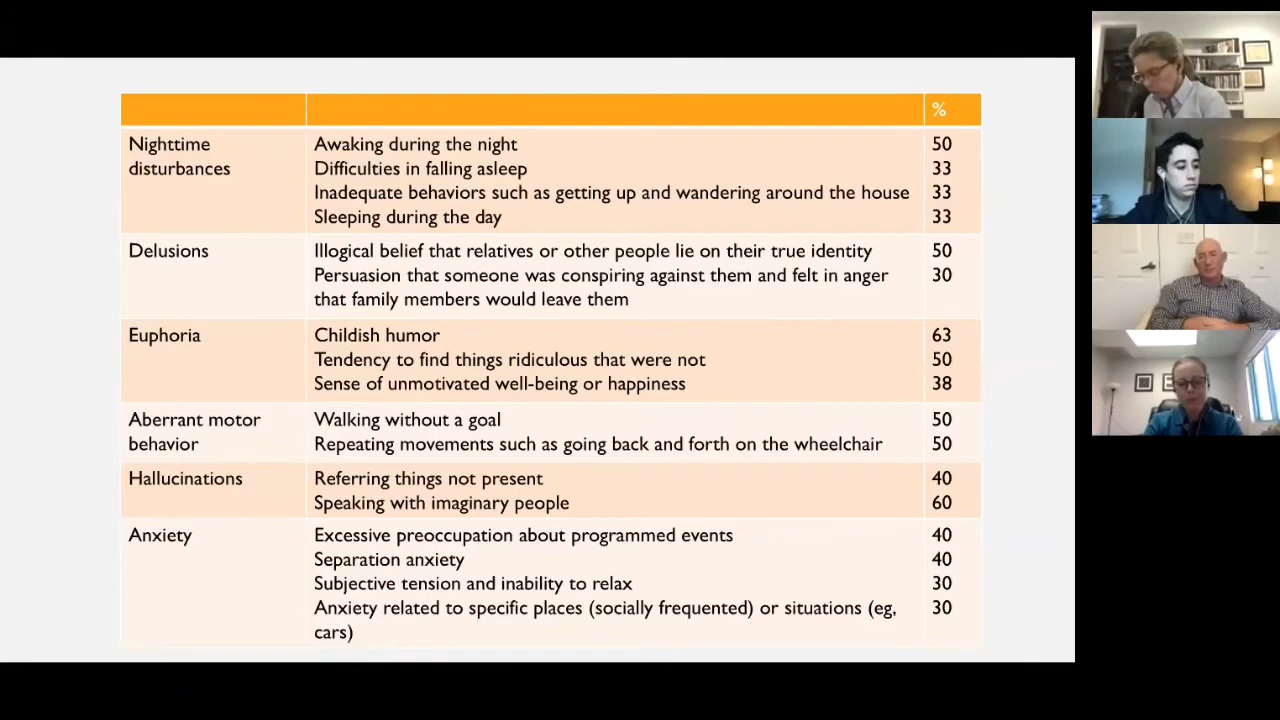 %
Nighttime
disturbances
Awaking during the night 50
Difficulties in falling asleep 33
Inadequate behaviors such as getting up and wandering around the house 33
Sleeping during the day 33
Delusions
Illogical belief that relatives or other people lie on their true identity 50
Persuasion that someone was conspiring against them and felt in anger 30
that family members would leave them
Euphoria
Childish humor 63
Tendency to find things ridiculous that were not 50
Sense of unmotivated well-being or happiness 38
Aberrant motor
behavior
Walking without a goal 50
Repeating movements such as going back and forth on the wheelchair 50
Hallucinations
Referring things not present 40
Speaking with imaginary people 60
Anxiety
Excessive preoccupation about programmed events 40
Separation anxiety 40
Subjective tension and inability to relax 30
Anxiety related to specific places (socially frequented) or situations (eg, 30
cars)